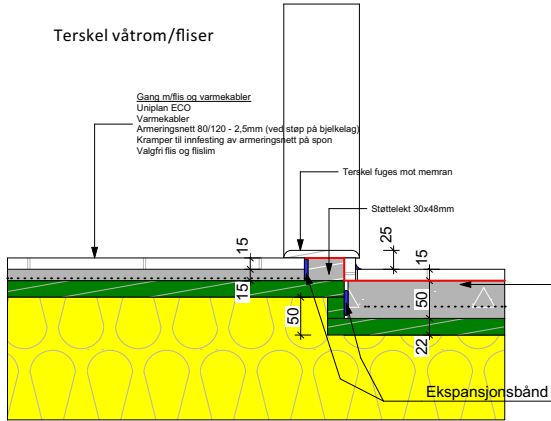 Terskel våtrom/fliser
Gang m/flis og varmekabler
Uniplan ECO
Varmekabler
Armeringsnett 80/120 - 2,5mm (ved støp på bjelkelag)
Kramper til innfesting av armeringsnett på spon
Valgfri flis og flislim
Terskel fuges mot memran
Støttelekt 30x48mm
25
15
15
15
50
50
22
Ekspansjonsbånd